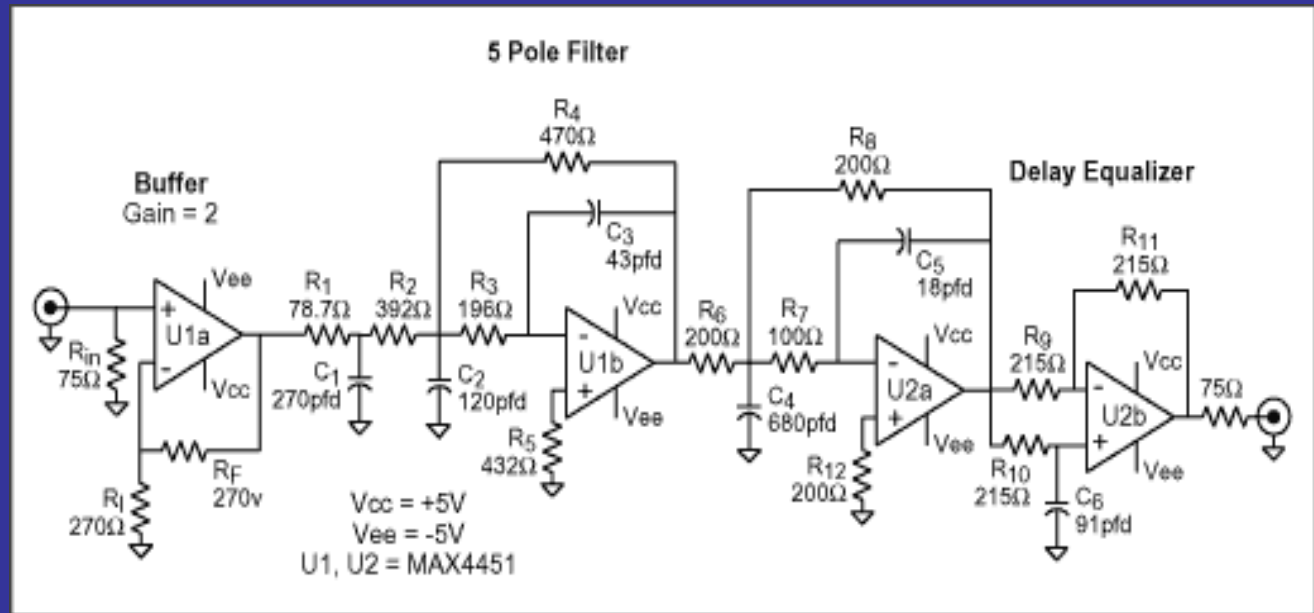 5 Pole Filter
Buffer
Gain = 2
Delay Equalizer
R4
470Ω
R8
200Ω
C3
43pfd
C5
18pfd
R11
215Ω
Vee
+
U1a
-
Vcc
Rin
75Ω
RF
270v
RI
270Ω
R1
78.7Ω
C1
270pfd
R2
392Ω
R3
196Ω
C2
120pfd
Vcc
-
U1b
+
Vee
R5
432Ω
R6
200Ω
R7
100Ω
C4
680pfd
Vcc
-
U2a
+
Vee
R12
200Ω
R9
215Ω
R10
215Ω
C6
91pfd
Vcc
-
U2b
+
Vee
75Ω
Vcc = +5V
Vee = -5V
U1, U2 = MAX4451